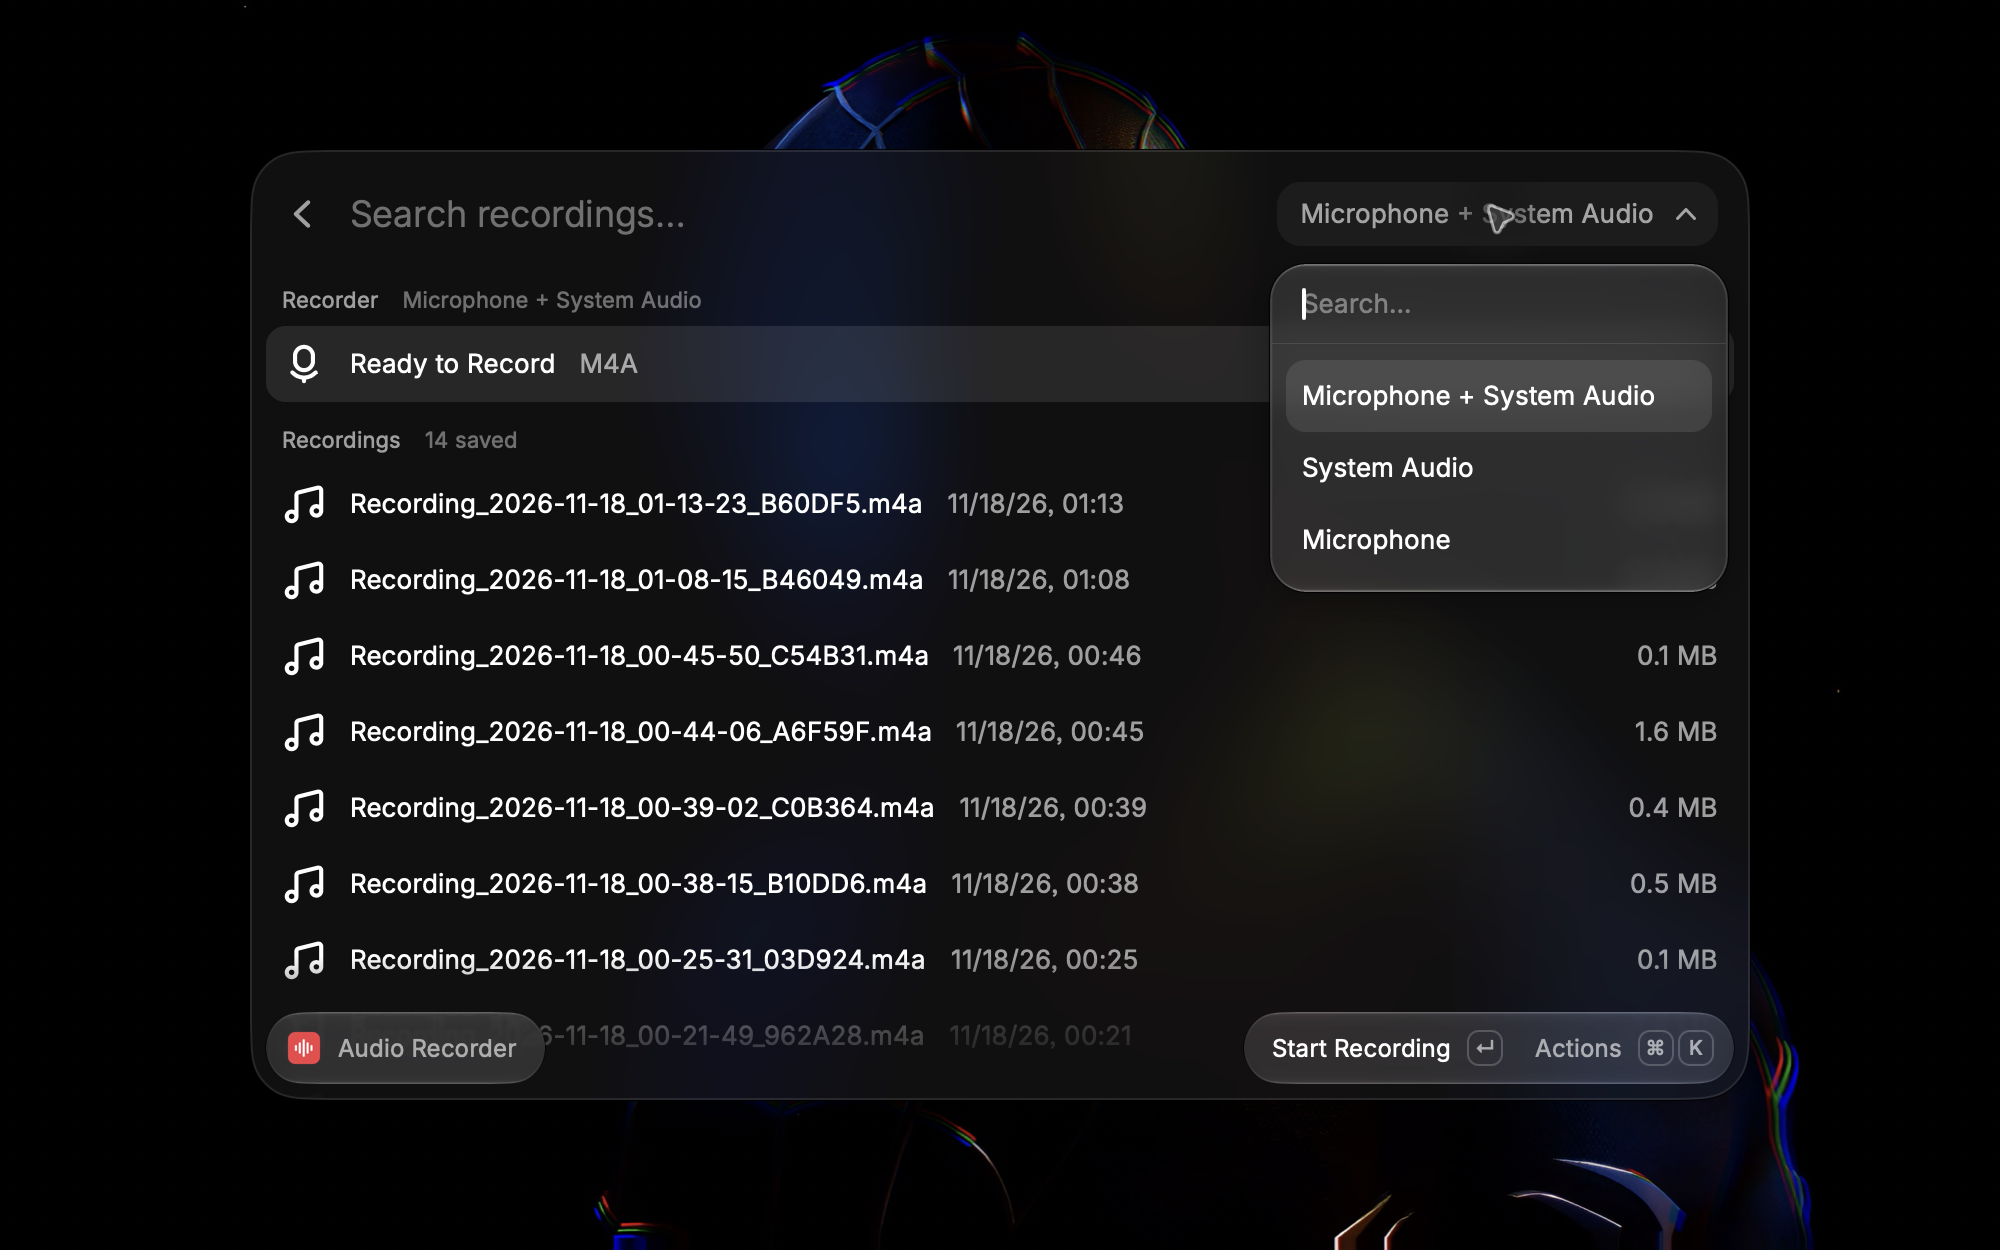 Search recordings...
Microphone + System Audio
Recorder Microphone + System Audio
Search...
Ready to Record M4A
Microphone + System Audio
Recordings 14 saved
System Audio
Recording_2026-11-18_01-13-23_B60DF5.m4a 11/18/26, 01:13
Microphone
Recording_2026-11-18_01-08-15_B46049.m4a 11/18/26, 01:08
Recording_2026-11-18_00-45-50_C54B31.m4a 11/18/26, 00:46 0.1 MB
Recording_2026-11-18_00-44-06_A6F59F.m4a 11/18/26, 00:45 1.6 MB
Recording_2026-11-18_00-39-02_C0B364.m4a 11/18/26, 00:39 0.4 MB
Recording_2026-11-18_00-38-15_B10DD6.m4a 11/18/26, 00:38 0.5 MB
Recording_2026-11-18_00-25-31_03D924.m4a 11/18/26, 00:25 0.1 MB
6-11-18_00-21-49_962A28.m4a 11/18/26, 00:21
Audio Recorder
Start Recording ↵ Actions ⌘ K